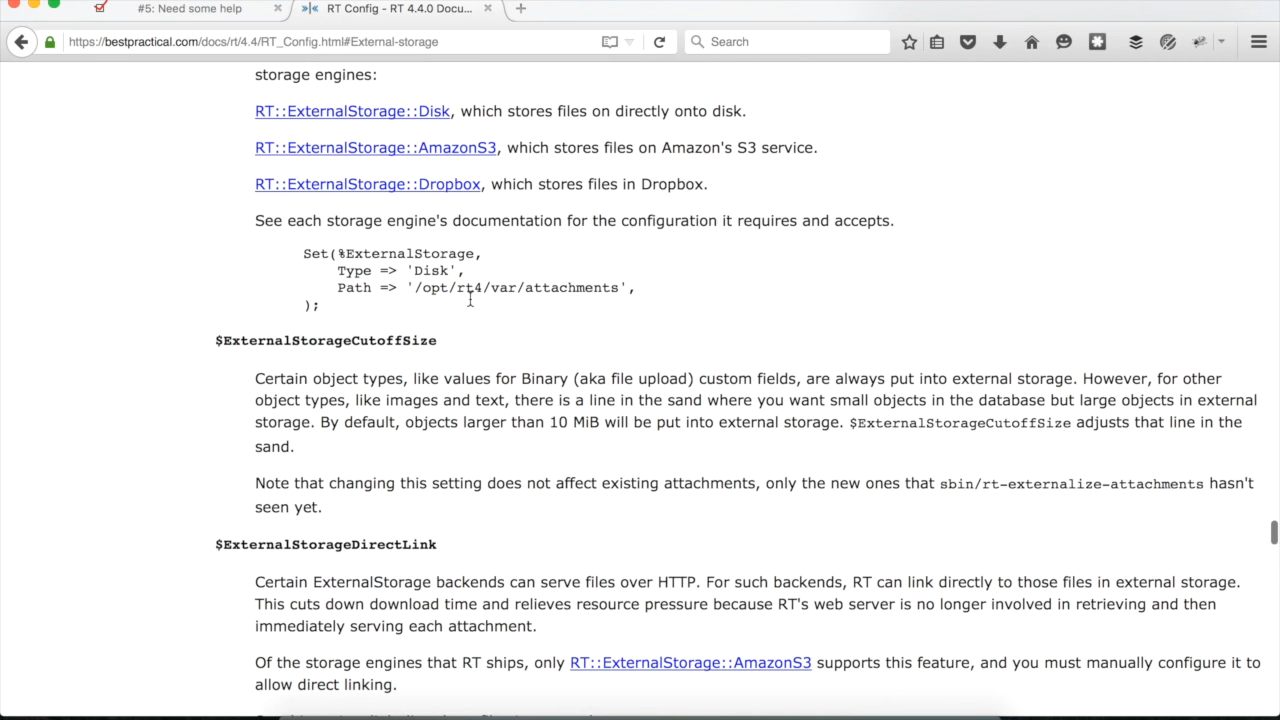 #5: Need some help
RT Config - RT 4.4.0 Docu...
https://bestpractical.com/docs/rt/4.4/RT_Config.html#External-storage
Search
storage engines:
RT::ExternalStorage::Disk, which stores files on directly onto disk.
RT::ExternalStorage::AmazonS3, which stores files on Amazon's S3 service.
RT::ExternalStorage::Dropbox, which stores files in Dropbox.
See each storage engine's documentation for the configuration it requires and accepts.
Set(%ExternalStorage,
Type => 'Disk',
Path => '/opt/rt4/var/attachments',
);
$ExternalStorageCutoffSize
Certain object types, like values for Binary (aka file upload) custom fields, are always put into external storage. However, for other
object types, like images and text, there is a line in the sand where you want small objects in the database but large objects in external
storage. By default, objects larger than 10 MiB will be put into external storage. $ExternalStorageCutoffSize adjusts that line in the
sand.
Note that changing this setting does not affect existing attachments, only the new ones that sbin/rt-externalize-attachments hasn't
seen yet.
$ExternalStorageDirectLink
Certain ExternalStorage backends can serve files over HTTP. For such backends, RT can link directly to those files in external storage.
This cuts down download time and relieves resource pressure because RT's web server is no longer involved in retrieving and then
immediately serving each attachment.
Of the storage engines that RT ships, only RT::ExternalStorage::AmazonS3 supports this feature, and you must manually configure it to
allow direct linking.